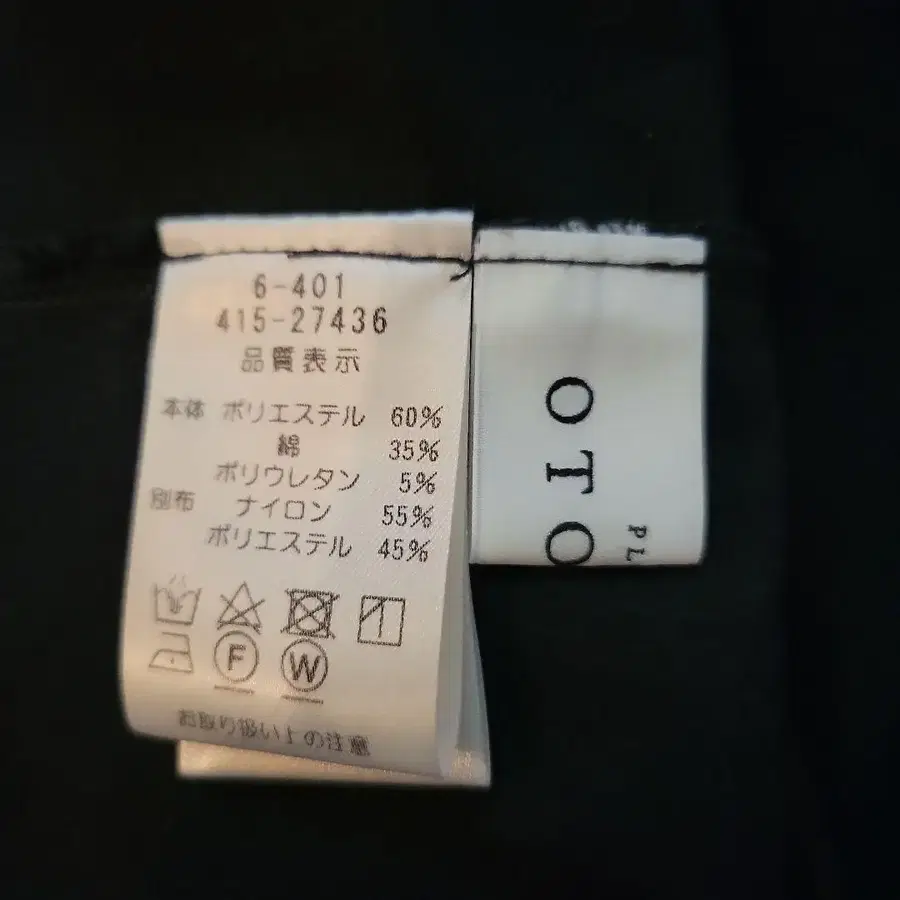 6-401
415-27436
品質表示
本体 ポリエステル 60%
綿 35%
ポリウレタン 5%
別布 ナイロン 55%
ポリエステル 45%
F W
お取り扱い上の注意
OTO
PL